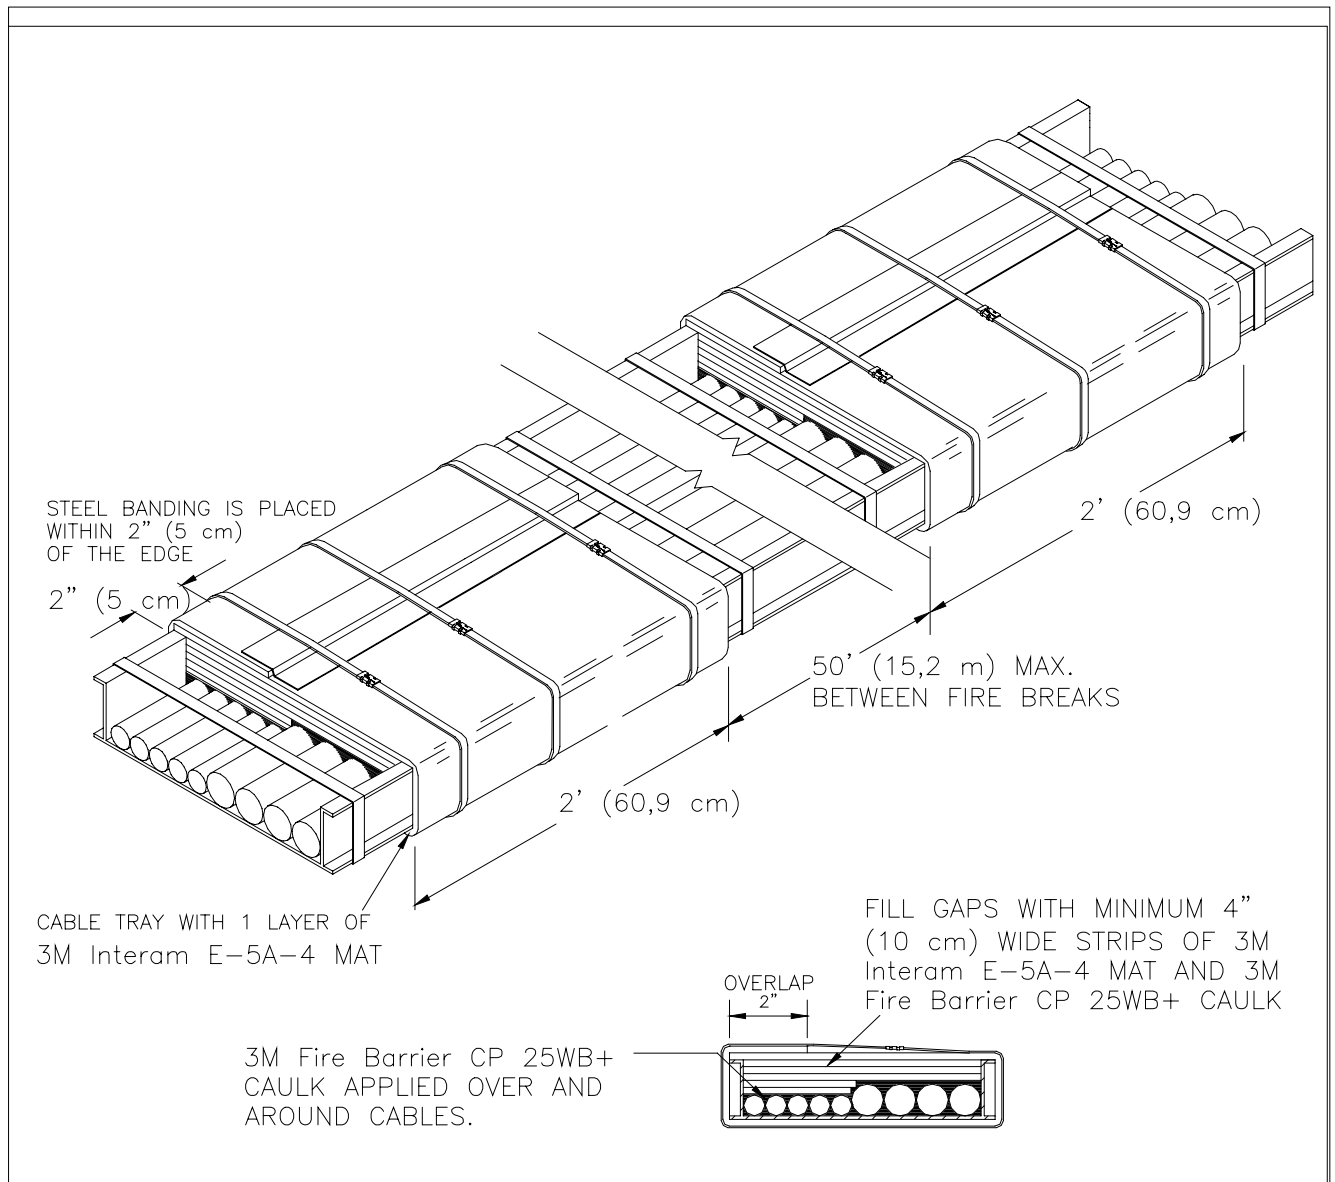 STEEL BANDING IS PLACED
WITHIN 2” (5 cm)
OF THE EDGE
2” (5 cm)
2’ (60,9 cm)
50’ (15,2 m) MAX.
BETWEEN FIRE BREAKS
2’ (60,9 cm)
CABLE TRAY WITH 1 LAYER OF
3M Interam E–5A–4 MAT
FILL GAPS WITH MINIMUM 4”
(10 cm) WIDE STRIPS OF 3M
Interam E–5A–4 MAT AND 3M
Fire Barrier CP 25WB+ CAULK
OVERLAP
2”
3M Fire Barrier CP 25WB+
CAULK APPLIED OVER AND
AROUND CABLES.